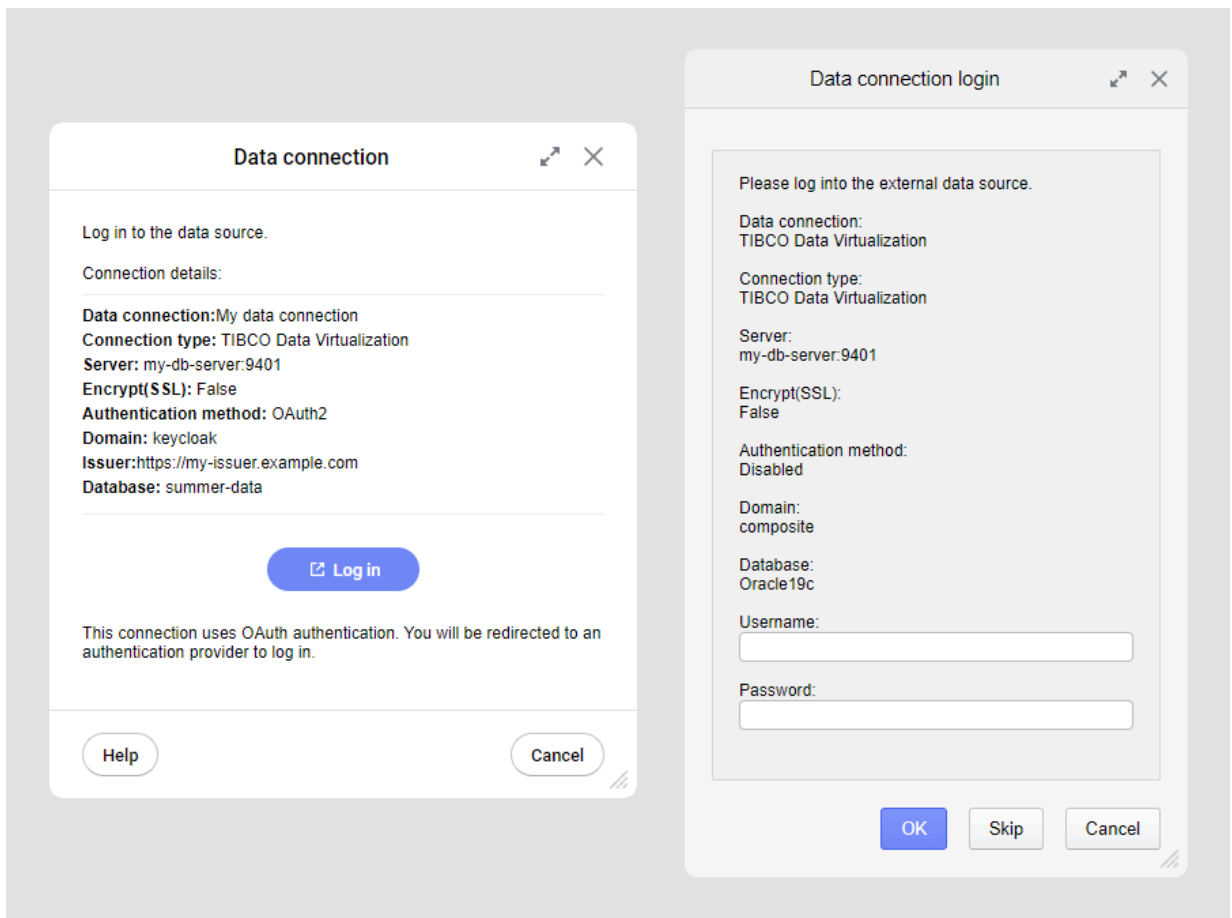 Data connection
Log in to the data source.
Connection details:
Data connection:My data connection
Connection type: TIBCO Data Virtualization
Server: my-db-server:9401
Encrypt(SSL): False
Authentication method: OAuth2
Domain: keycloak
Issuer:https://my-issuer.example.com
Database: summer-data
Log in
This connection uses OAuth authentication. You will be redirected to an
authentication provider to log in.
Help
Cancel
Data connection login
Please log into the external data source.
Data connection:
TIBCO Data Virtualization
Connection type:
TIBCO Data Virtualization
Server:
my-db-server:9401
Encrypt(SSL):
False
Authentication method:
Disabled
Domain:
composite
Database:
Oracle19c
Username:
Password:
OK
Skip
Cancel